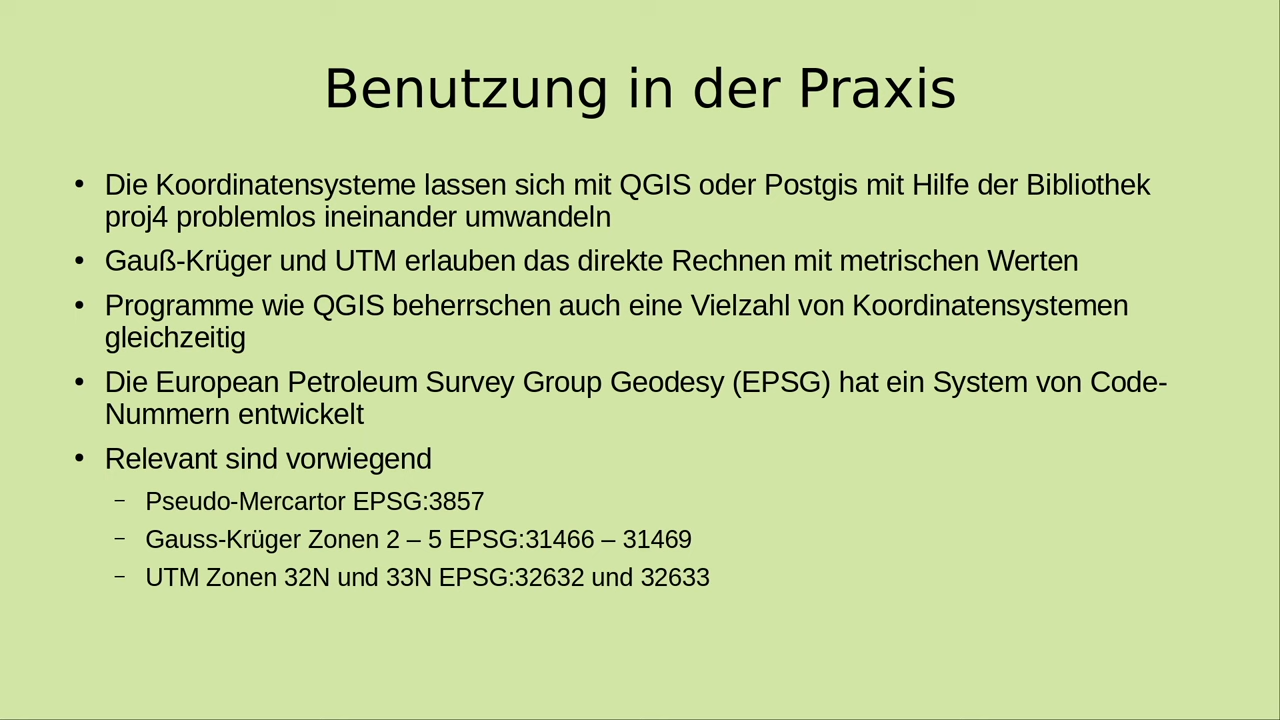 Benutzung in der Praxis
• Die Koordinatensysteme lassen sich mit QGIS oder Postgis mit Hilfe der Bibliothek
proj4 problemlos ineinander umwandeln
• Gauß-Krüger und UTM erlauben das direkte Rechnen mit metrischen Werten
• Programme wie QGIS beherrschen auch eine Vielzahl von Koordinatensystemen
gleichzeitig
• Die European Petroleum Survey Group Geodesy (EPSG) hat ein System von Code-
Nummern entwickelt
• Relevant sind vorwiegend
– Pseudo-Mercartor EPSG:3857
– Gauss-Krüger Zonen 2 – 5 EPSG:31466 – 31469
– UTM Zonen 32N und 33N EPSG:32632 und 32633